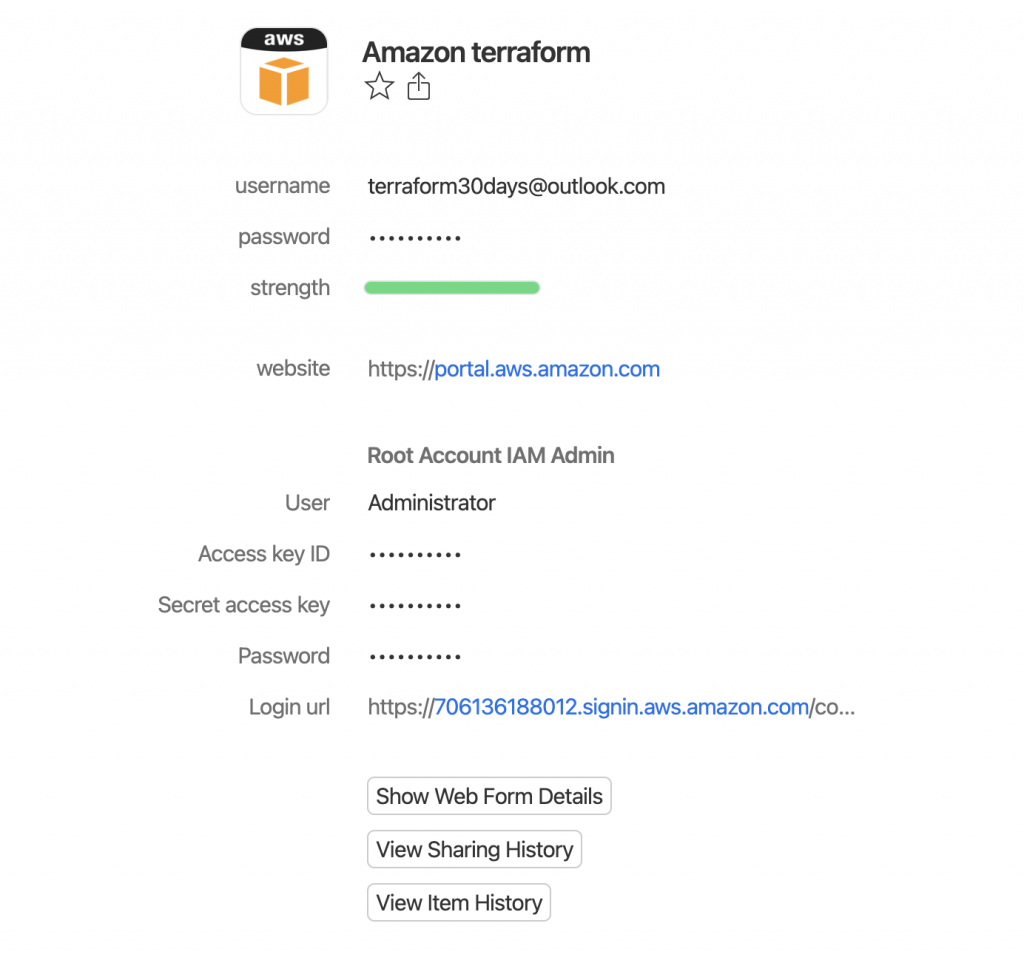 aws
Amazon terraform
username terraform30days@outlook.com
password ••••••••••
strength
website https://portal.aws.amazon.com
Root Account IAM Admin
User Administrator
Access key ID ••••••••••
Secret access key ••••••••••
Password ••••••••••
Login url https://706136188012.signin.aws.amazon.com/co...
Show Web Form Details
View Sharing History
View Item History